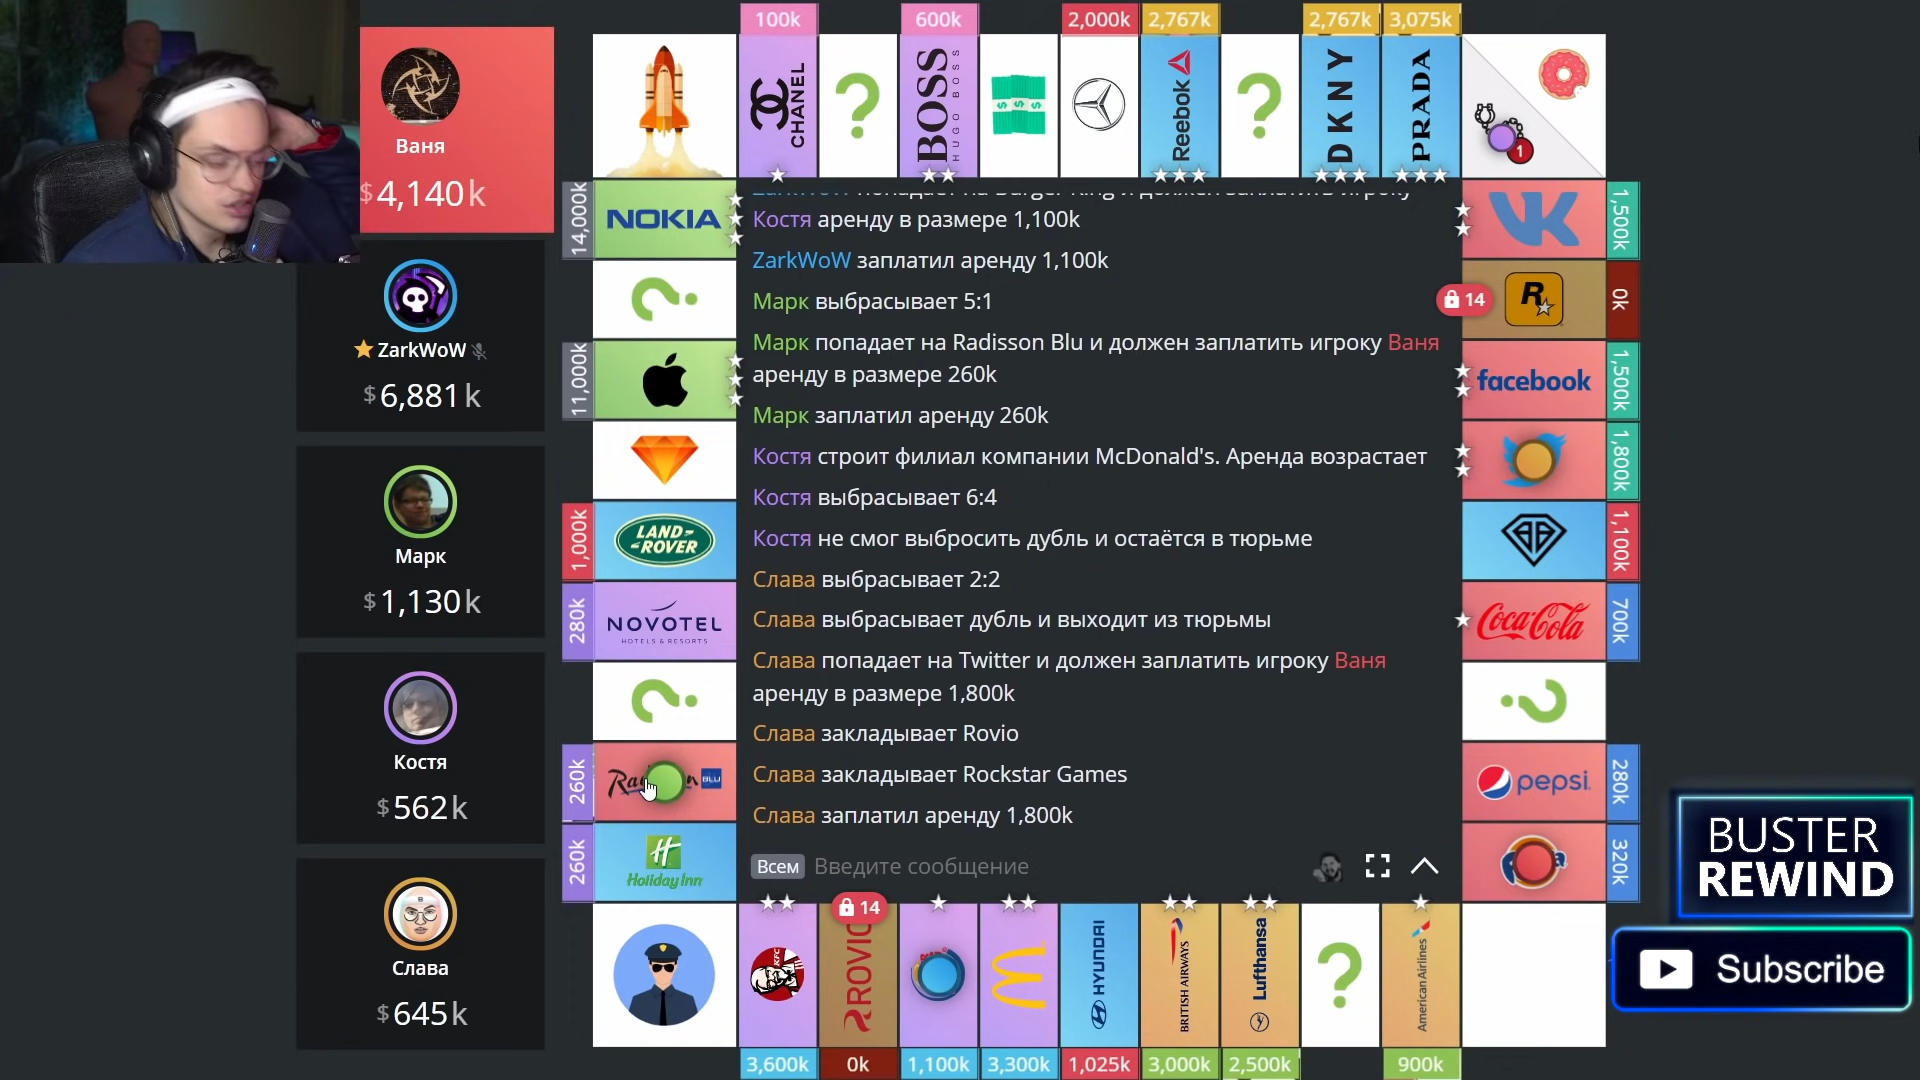 100k
600k
2,000k
2,767k
2,767k
3,075k
CHANEL
?
BOSS
HUGO BOSS
Reebok
?
DKNY
PRADA
1
Ваня
$4,140k
ZarkWoW
$6,881k
Марк
$1,130k
Костя
$562k
Слава
$645k
14,000k
NOKIA
?
11,000k
1,000k
LAND-
-ROVER
280k
NOVOTEL
HOTELS & RESORTS
?
260k
BLU
260k
Holiday Inn
Костя аренду в размере 1,100k
ZarkWoW заплатил аренду 1,100k
Марк выбрасывает 5:1
Марк попадает на Radisson Blu и должен заплатить игроку Ваня
аренду в размере 260k
Марк заплатил аренду 260k
Костя строит филиал компании McDonald's. Аренда возрастает
Костя выбрасывает 6:4
Костя не смог выбросить дубль и остаётся в тюрьме
Слава выбрасывает 2:2
Слава выбрасывает дубль и выходит из тюрьмы
Слава попадает на Twitter и должен заплатить игроку Ваня
аренду в размере 1,800k
Слава закладывает Rovio
Слава закладывает Rockstar Games
Слава заплатил аренду 1,800k
Всем Введите сообщение
VK
1,500k
14
R
0k
facebook
1,500k
1,800k
1,100k
Coca-Cola
700k
?
pepsi
280k
320k
KFC
14
ROVIO
HYUNDAI
BRITISH AIRWAYS
Lufthansa
?
American Airlines
3,600k
0k
1,100k
3,300k
1,025k
3,000k
2,500k
900k
BUSTER
REWIND
Subscribe